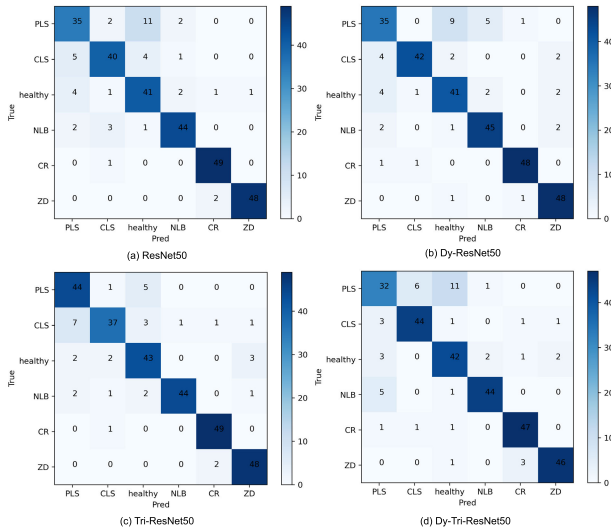 PLS 35 2 11 2 0 0
CLS 5 40 4 1 0 0
healthy 4 1 41 2 1 1
NLB 2 3 1 44 0 0
CR 0 1 0 0 49 0
ZD 0 0 0 0 2 48
True
PLS CLS healthy NLB CR ZD
Pred
40
30
20
10
0
(a) ResNet50
PLS 35 0 9 5 1 0
CLS 4 42 2 0 0 2
healthy 4 1 41 2 0 2
NLB 2 0 1 45 0 2
CR 1 1 0 0 48 0
ZD 0 0 1 0 1 48
True
PLS CLS healthy NLB CR ZD
Pred
40
30
20
10
0
(b) Dy-ResNet50
PLS 44 1 5 0 0 0
CLS 7 37 3 1 1 1
healthy 2 2 43 0 0 3
NLB 2 1 2 44 0 1
CR 0 1 0 0 49 0
ZD 0 0 0 0 2 48
True
PLS CLS healthy NLB CR ZD
Pred
40
30
20
10
0
(c) Tri-ResNet50
PLS 32 6 11 1 0 0
CLS 3 44 1 0 1 1
healthy 3 0 42 2 1 2
NLB 5 0 1 44 0 0
CR 1 1 1 0 47 0
ZD 0 0 1 0 3 46
True
PLS CLS healthy NLB CR ZD
Pred
40
30
20
10
0
(d) Dy-Tri-ResNet50